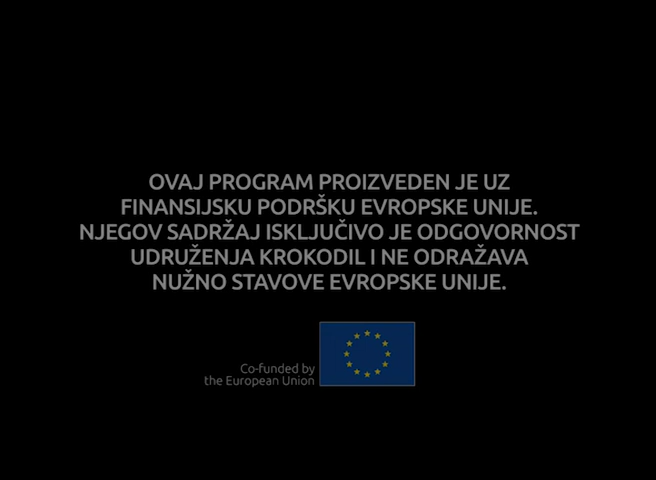 OVAJ PROGRAM PROIZVEDEN JE UZ
FINANSIJSKU PODRŠKU EVROPSKE UNIJE.
NJEGOV SADRŽAJ ISKLJUČIVO JE ODGOVORNOST
UDRUŽENJA KROKODIL I NE ODRAŽAVA
NUŽNO STAVOVE EVROPSKE UNIJE.
Co-funded by
the European Union